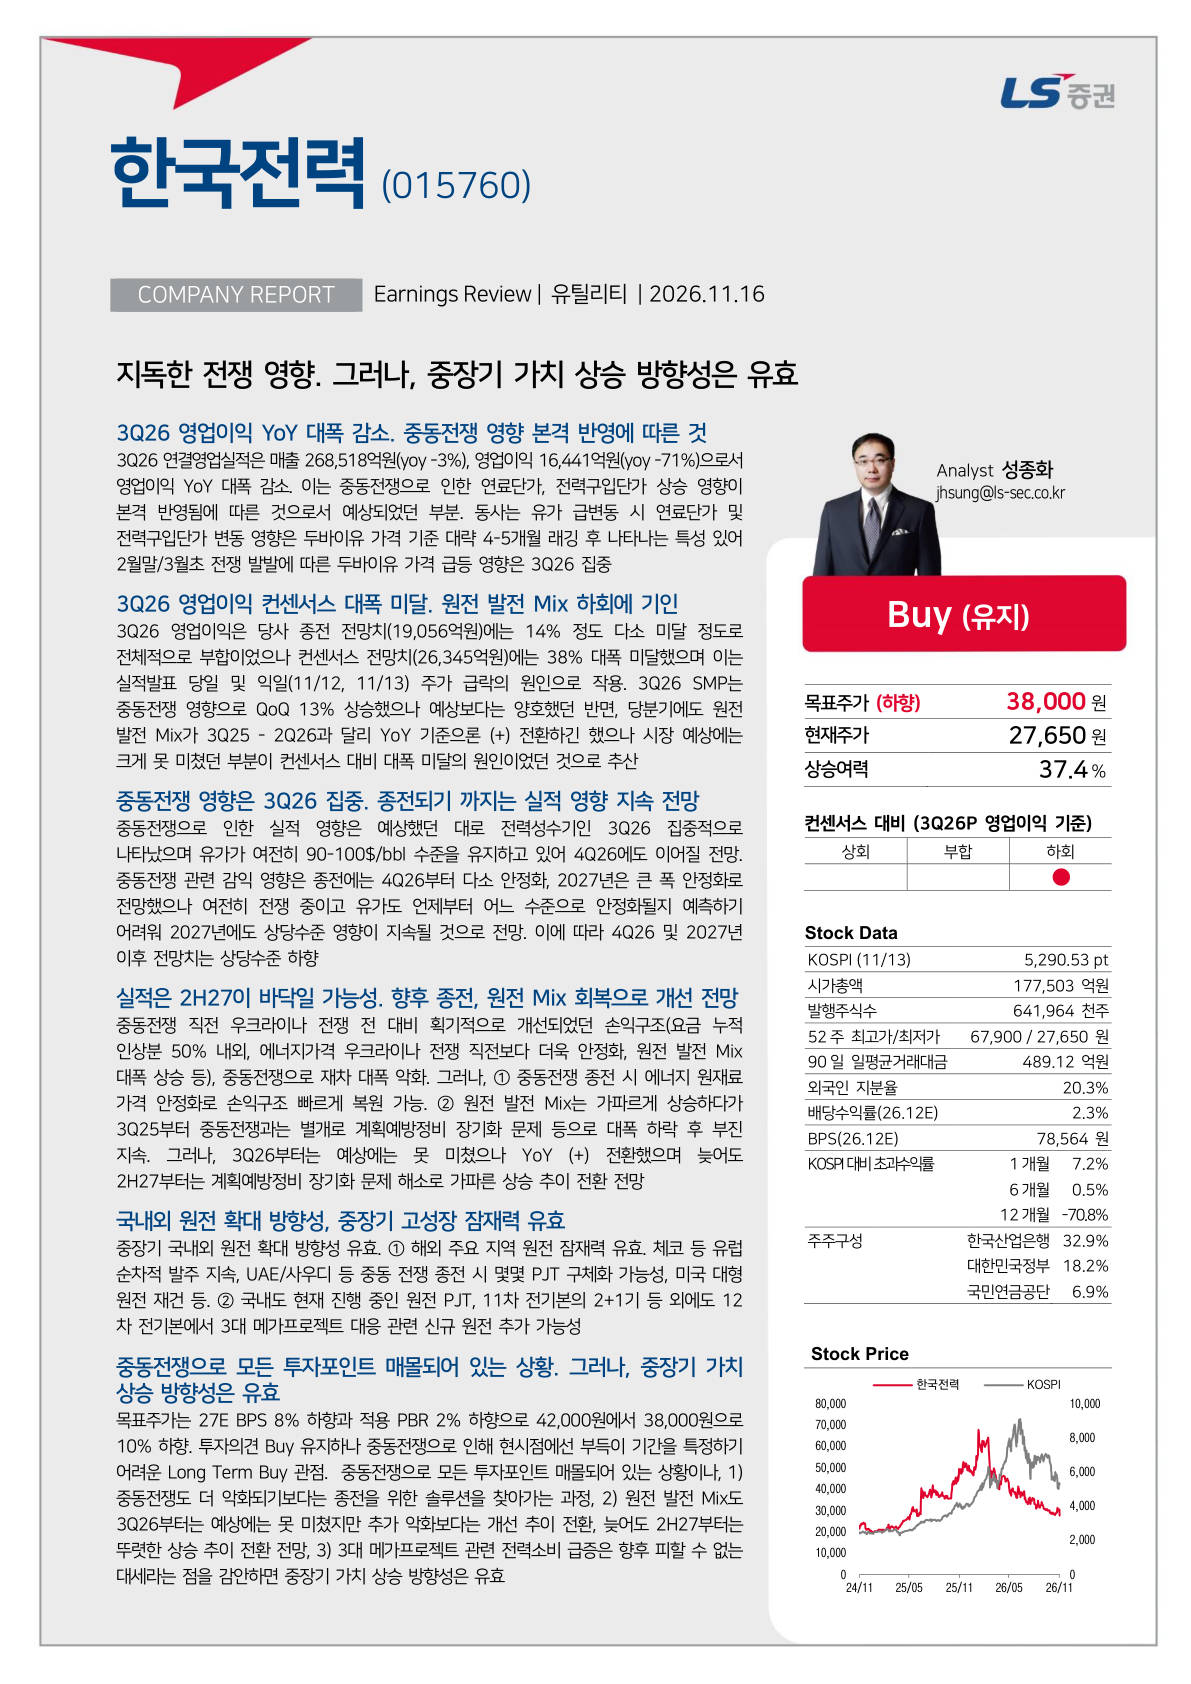 LS증권
한국전력 (015760)
COMPANY REPORT Earnings Review | 유틸리티 | 2026.11.16
지독한 전쟁 영향. 그러나, 중장기 가치 상승 방향성은 유효
3Q26 영업이익 YoY 대폭 감소. 중동전쟁 영향 본격 반영에 따른 것
3Q26 연결영업실적은 매출 268,518억원(yoy -3%), 영업이익 16,441억원(yoy -71%)으로서
영업이익 YoY 대폭 감소. 이는 중동전쟁으로 인한 연료단가, 전력구입단가 상승 영향이
본격 반영됨에 따른 것으로서 예상되었던 부분. 동사는 유가 급변동 시 연료단가 및
전력구입단가 변동 영향은 두바이유 가격 기준 대략 4-5개월 래깅 후 나타나는 특성 있어
2월말/3월초 전쟁 발발에 따른 두바이유 가격 급등 영향은 3Q26 집중
3Q26 영업이익 컨센서스 대폭 미달. 원전 발전 Mix 하회에 기인
3Q26 영업이익은 당사 종전 전망치(19,056억원)에는 14% 정도 다소 미달 정도로
전체적으로 부합이었으나 컨센서스 전망치(26,345억원)에는 38% 대폭 미달했으며 이는
실적발표 당일 및 익일(11/12, 11/13) 주가 급락의 원인으로 작용. 3Q26 SMP는
중동전쟁 영향으로 QoQ 13% 상승했으나 예상보다는 양호했던 반면, 당분기에도 원전
발전 Mix가 3Q25 - 2Q26과 달리 YoY 기준으론 (+) 전환하긴 했으나 시장 예상에는
크게 못 미쳤던 부분이 컨센서스 대비 대폭 미달의 원인이었던 것으로 추산
중동전쟁 영향은 3Q26 집중. 종전되기 까지는 실적 영향 지속 전망
중동전쟁으로 인한 실적 영향은 예상했던 대로 전력성수기인 3Q26 집중적으로
나타났으며 유가가 여전히 90-100$/bbl 수준을 유지하고 있어 4Q26에도 이어질 전망.
중동전쟁 관련 감익 영향은 종전에는 4Q26부터 다소 안정화, 2027년은 큰 폭 안정화로
전망했으나 여전히 전쟁 중이고 유가도 언제부터 어느 수준으로 안정화될지 예측하기
어려워 2027년에도 상당수준 영향이 지속될 것으로 전망. 이에 따라 4Q26 및 2027년
이후 전망치는 상당수준 하향
실적은 2H27이 바닥일 가능성. 향후 종전, 원전 Mix 회복으로 개선 전망
중동전쟁 직전 우크라이나 전쟁 전 대비 획기적으로 개선되었던 손익구조(요금 누적
인상분 50% 내외, 에너지가격 우크라이나 전쟁 직전보다 더욱 안정화, 원전 발전 Mix
대폭 상승 등), 중동전쟁으로 재차 대폭 악화. 그러나, ① 중동전쟁 종전 시 에너지 원재료
가격 안정화로 손익구조 빠르게 복원 가능. ② 원전 발전 Mix는 가파르게 상승하다가
3Q25부터 중동전쟁과는 별개로 계획예방정비 장기화 문제 등으로 대폭 하락 후 부진
지속. 그러나, 3Q26부터는 예상에는 못 미쳤으나 YoY (+) 전환했으며 늦어도
2H27부터는 계획예방정비 장기화 문제 해소로 가파른 상승 추이 전환 전망
국내외 원전 확대 방향성, 중장기 고성장 잠재력 유효
중장기 국내외 원전 확대 방향성 유효. ① 해외 주요 지역 원전 잠재력 유효. 체코 등 유럽
순차적 발주 지속, UAE/사우디 등 중동 전쟁 종전 시 몇몇 PJT 구체화 가능성, 미국 대형
원전 재건 등. ② 국내도 현재 진행 중인 원전 PJT, 11차 전기본의 2+1기 등 외에도 12
차 전기본에서 3대 메가프로젝트 대응 관련 신규 원전 추가 가능성
중동전쟁으로 모든 투자포인트 매몰되어 있는 상황. 그러나, 중장기 가치
상승 방향성은 유효
목표주가는 27E BPS 8% 하향과 적용 PBR 2% 하향으로 42,000원에서 38,000원으로
10% 하향. 투자의견 Buy 유지하나 중동전쟁으로 인해 현시점에선 부득이 기간을 특정하기
어려운 Long Term Buy 관점. 중동전쟁으로 모든 투자포인트 매몰되어 있는 상황이나, 1)
중동전쟁도 더 악화되기보다는 종전을 위한 솔루션을 찾아가는 과정, 2) 원전 발전 Mix도
3Q26부터는 예상에는 못 미쳤지만 추가 악화보다는 개선 추이 전환, 늦어도 2H27부터는
뚜렷한 상승 추이 전환 전망, 3) 3대 메가프로젝트 관련 전력소비 급증은 향후 피할 수 없는
대세라는 점을 감안하면 중장기 가치 상승 방향성은 유효
Analyst 성종화
jhsung@ls-sec.co.kr
Buy (유지)
목표주가 (하향) 38,000 원
현재주가 27,650 원
상승여력 37.4 %
컨센서스 대비 (3Q26P 영업이익 기준)
상회 부합 하회
Stock Data
KOSPI (11/13) 5,290.53 pt
시가총액 177,503 억원
발행주식수 641,964 천주
52 주 최고가/최저가 67,900 / 27,650 원
90 일 일평균거래대금 489.12 억원
외국인 지분율 20.3%
배당수익률(26.12E) 2.3%
BPS(26.12E) 78,564 원
KOSPI 대비 초과수익률 1 개월 7.2%
6 개월 0.5%
12 개월 -70.8%
주주구성 한국산업은행 32.9%
대한민국정부 18.2%
국민연금공단 6.9%
Stock Price
한국전력 KOSPI
80,000 10,000
70,000
60,000 8,000
50,000 6,000
40,000
30,000 4,000
20,000 2,000
10,000
0 0
24/11 25/05 25/11 26/05 26/11